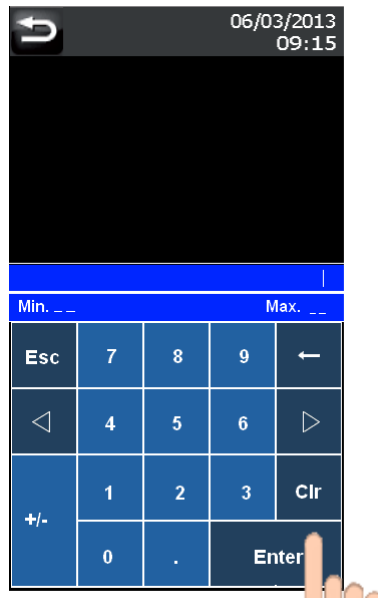 06/03/2013
09:15
Min. _ _ Max. _ _
Esc 7 8 9 ←
◁ 4 5 6 ▷
+/- 1 2 3 Clr
0 . Enter